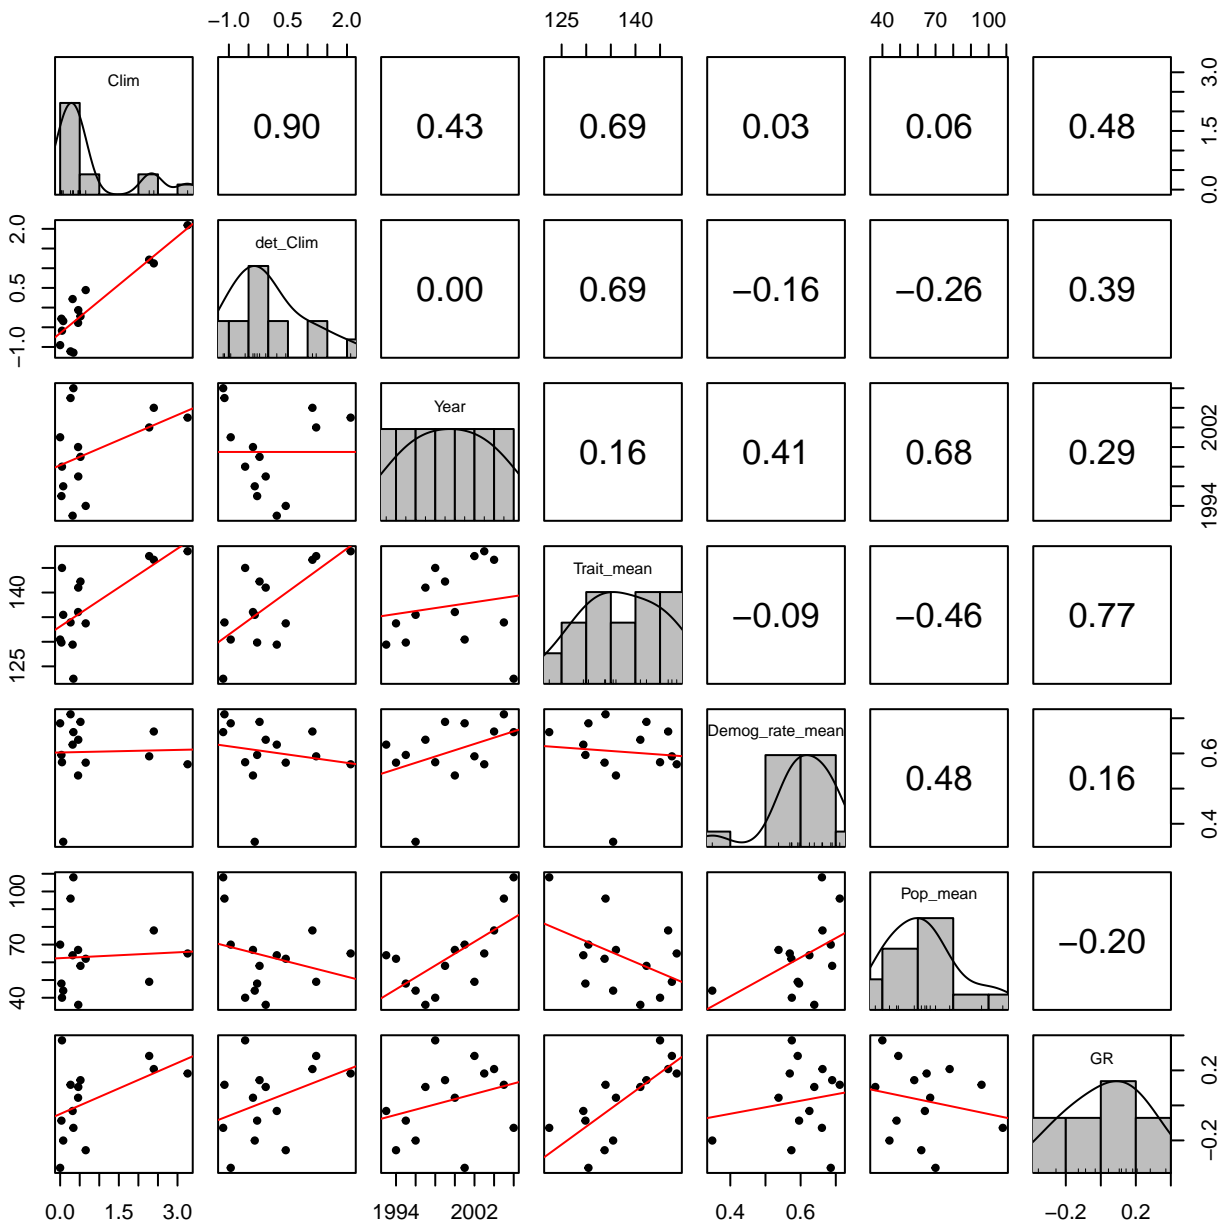 −1.0 0.5 2.0 125 140 40 70 100
Clim 0.90 0.43 0.69 0.03 0.06 0.48 0.0 1.5 3.0
−1.0 0.5 2.0 det_Clim 0.00 0.69 −0.16 −0.26 0.39
Year 0.16 0.41 0.68 0.29 1994 2002
125 140 Trait_mean −0.09 −0.46 0.77
Demog_rate_mean 0.48 0.16 0.4 0.6
40 70 100 Pop_mean −0.20
GR −0.2 0.2
0.0 1.5 3.0 1994 2002 0.4 0.6 −0.2 0.2